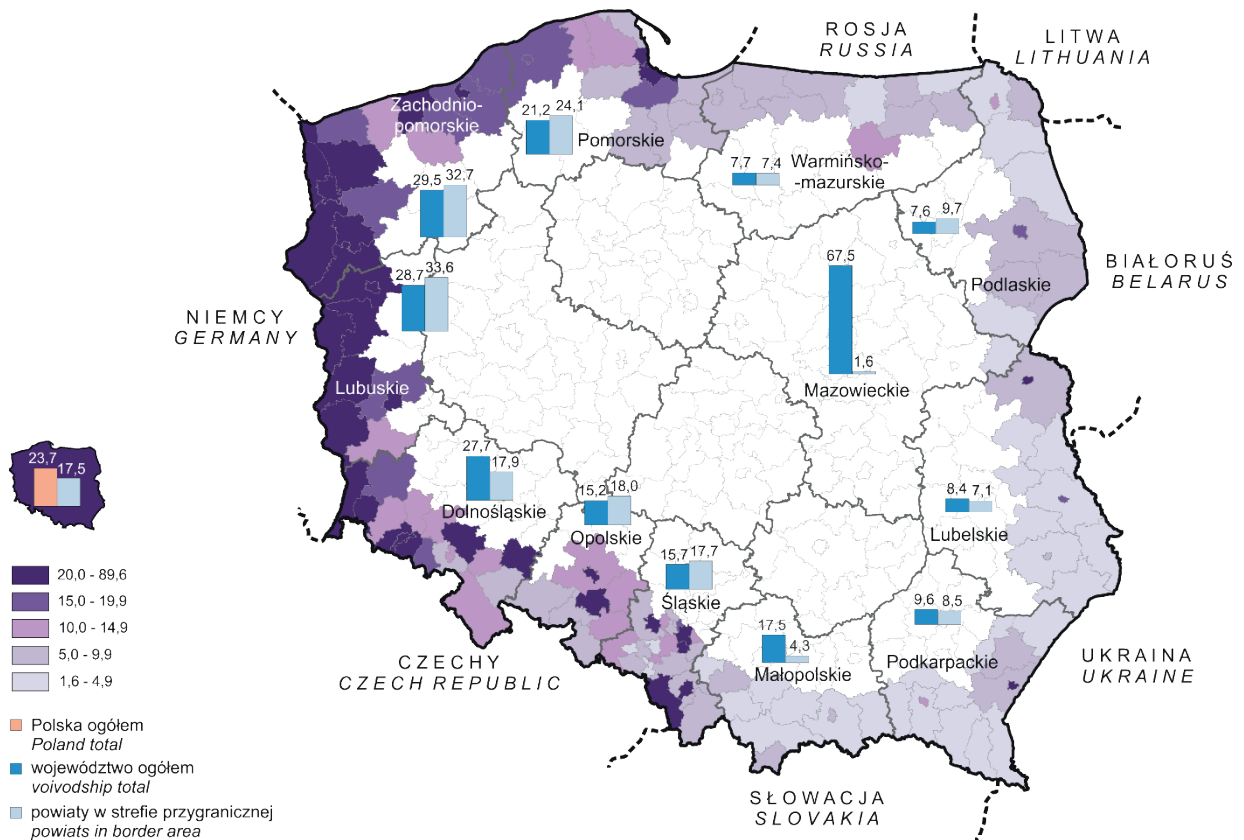 ROSJA
RUSSIA
LITWA
LITHUANIA
Zachodnio-
pomorskie
21,2 24,1
Pomorskie
29,5 32,7
7,7 7,4
Warmińsko-
-mazurskie
7,6 9,7
Podlaskie
BIAŁORUŚ
BELARUS
67,5
1,6
Mazowieckie
28,7 33,6
NIEMCY
GERMANY
Lubuskie
23,7
17,5
27,7
17,9
Dolnośląskie
15,2 18,0
Opolskie
15,7 17,7
Śląskie
8,4 7,1
Lubelskie
17,5
4,3
Małopolskie
9,6 8,5
Podkarpackie
CZECHY
CZECH REPUBLIC
UKRAINA
UKRAINE
SŁOWACJA
SLOVAKIA
20,0 - 89,6
15,0 - 19,9
10,0 - 14,9
5,0 - 9,9
1,6 - 4,9
Polska ogółem
Poland total
województwo ogółem
voivodship total
powiaty w strefie przygranicznej
powiats in border area